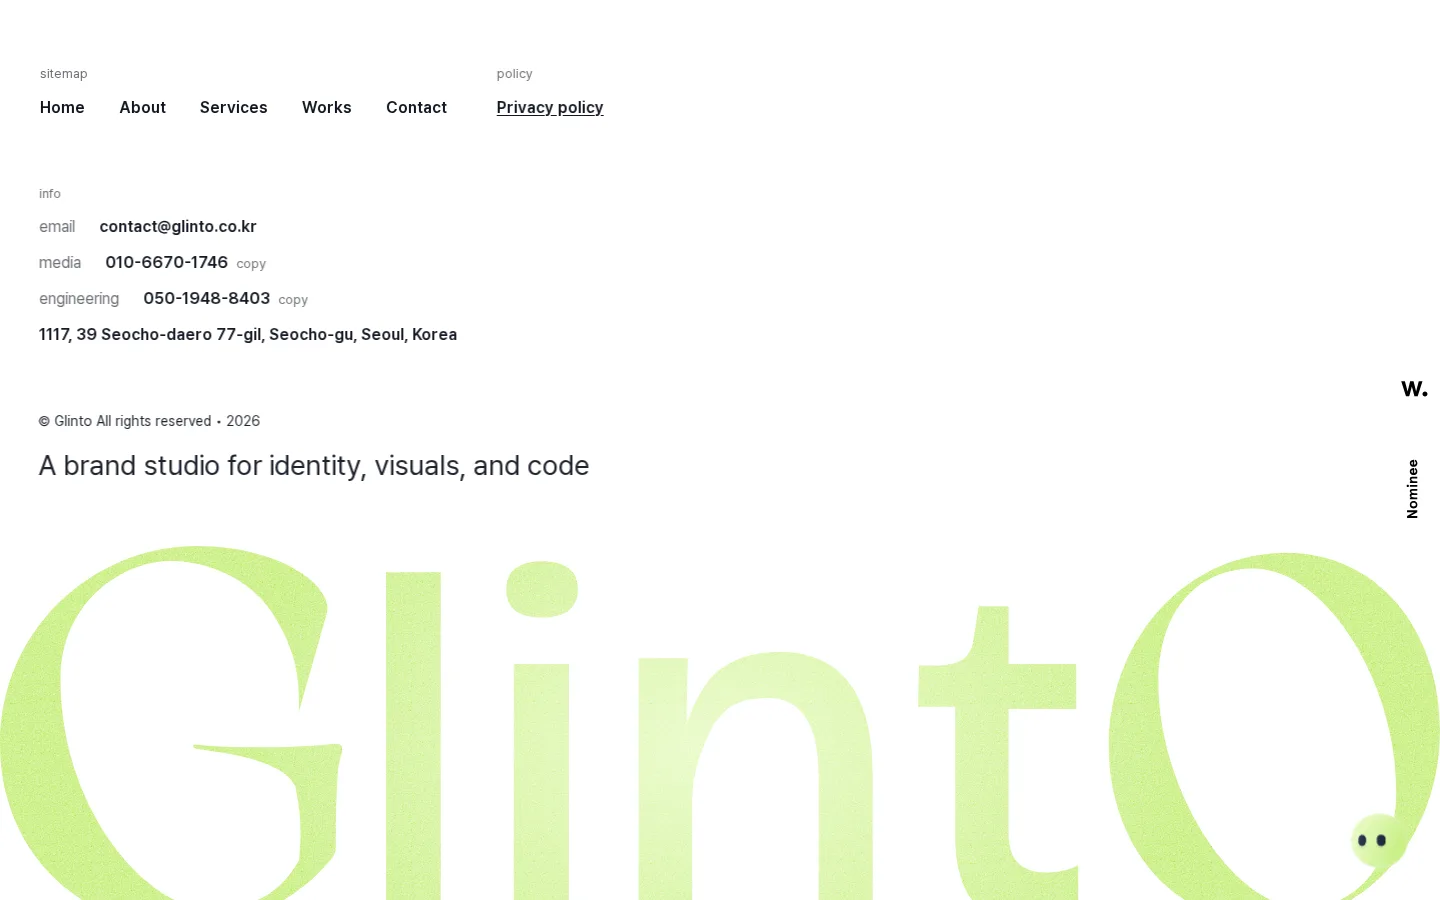 sitemap
Home About Services Works Contact
policy
Privacy policy
info
email contact@glinto.co.kr
media 010-6670-1746 copy
engineering 050-1948-8403 copy
1117, 39 Seocho-daero 77-gil, Seocho-gu, Seoul, Korea
© Glinto All rights reserved • 2026
A brand studio for identity, visuals, and code
W.
Nominee
GlintO